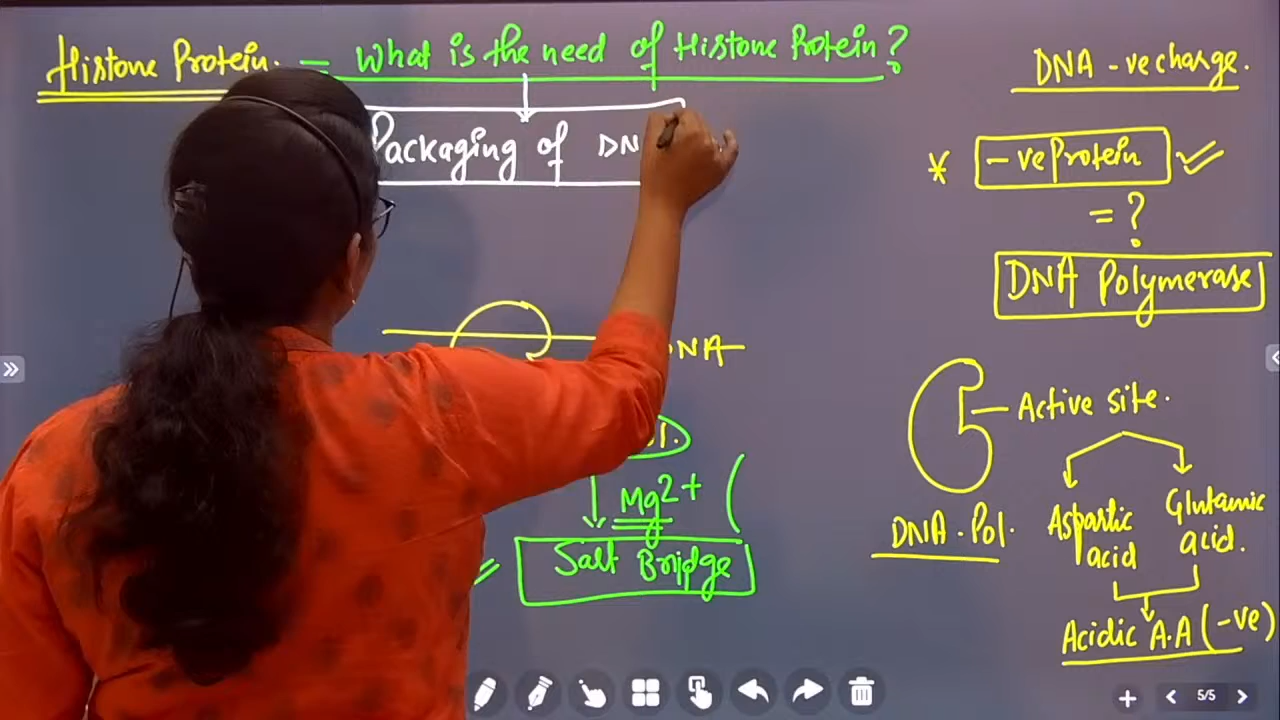 Histone Protein. - What is the need of Histone Protein?
Packaging of DN
DNA
Mg2+ (
= Salt Bridge
DNA -ve charge.
* -ve Protein
= ?
DNA Polymerase
Active site.
DNA. Pol.
Aspartic acid
Glutamic acid.
Acidic A.A (-ve)
5/5